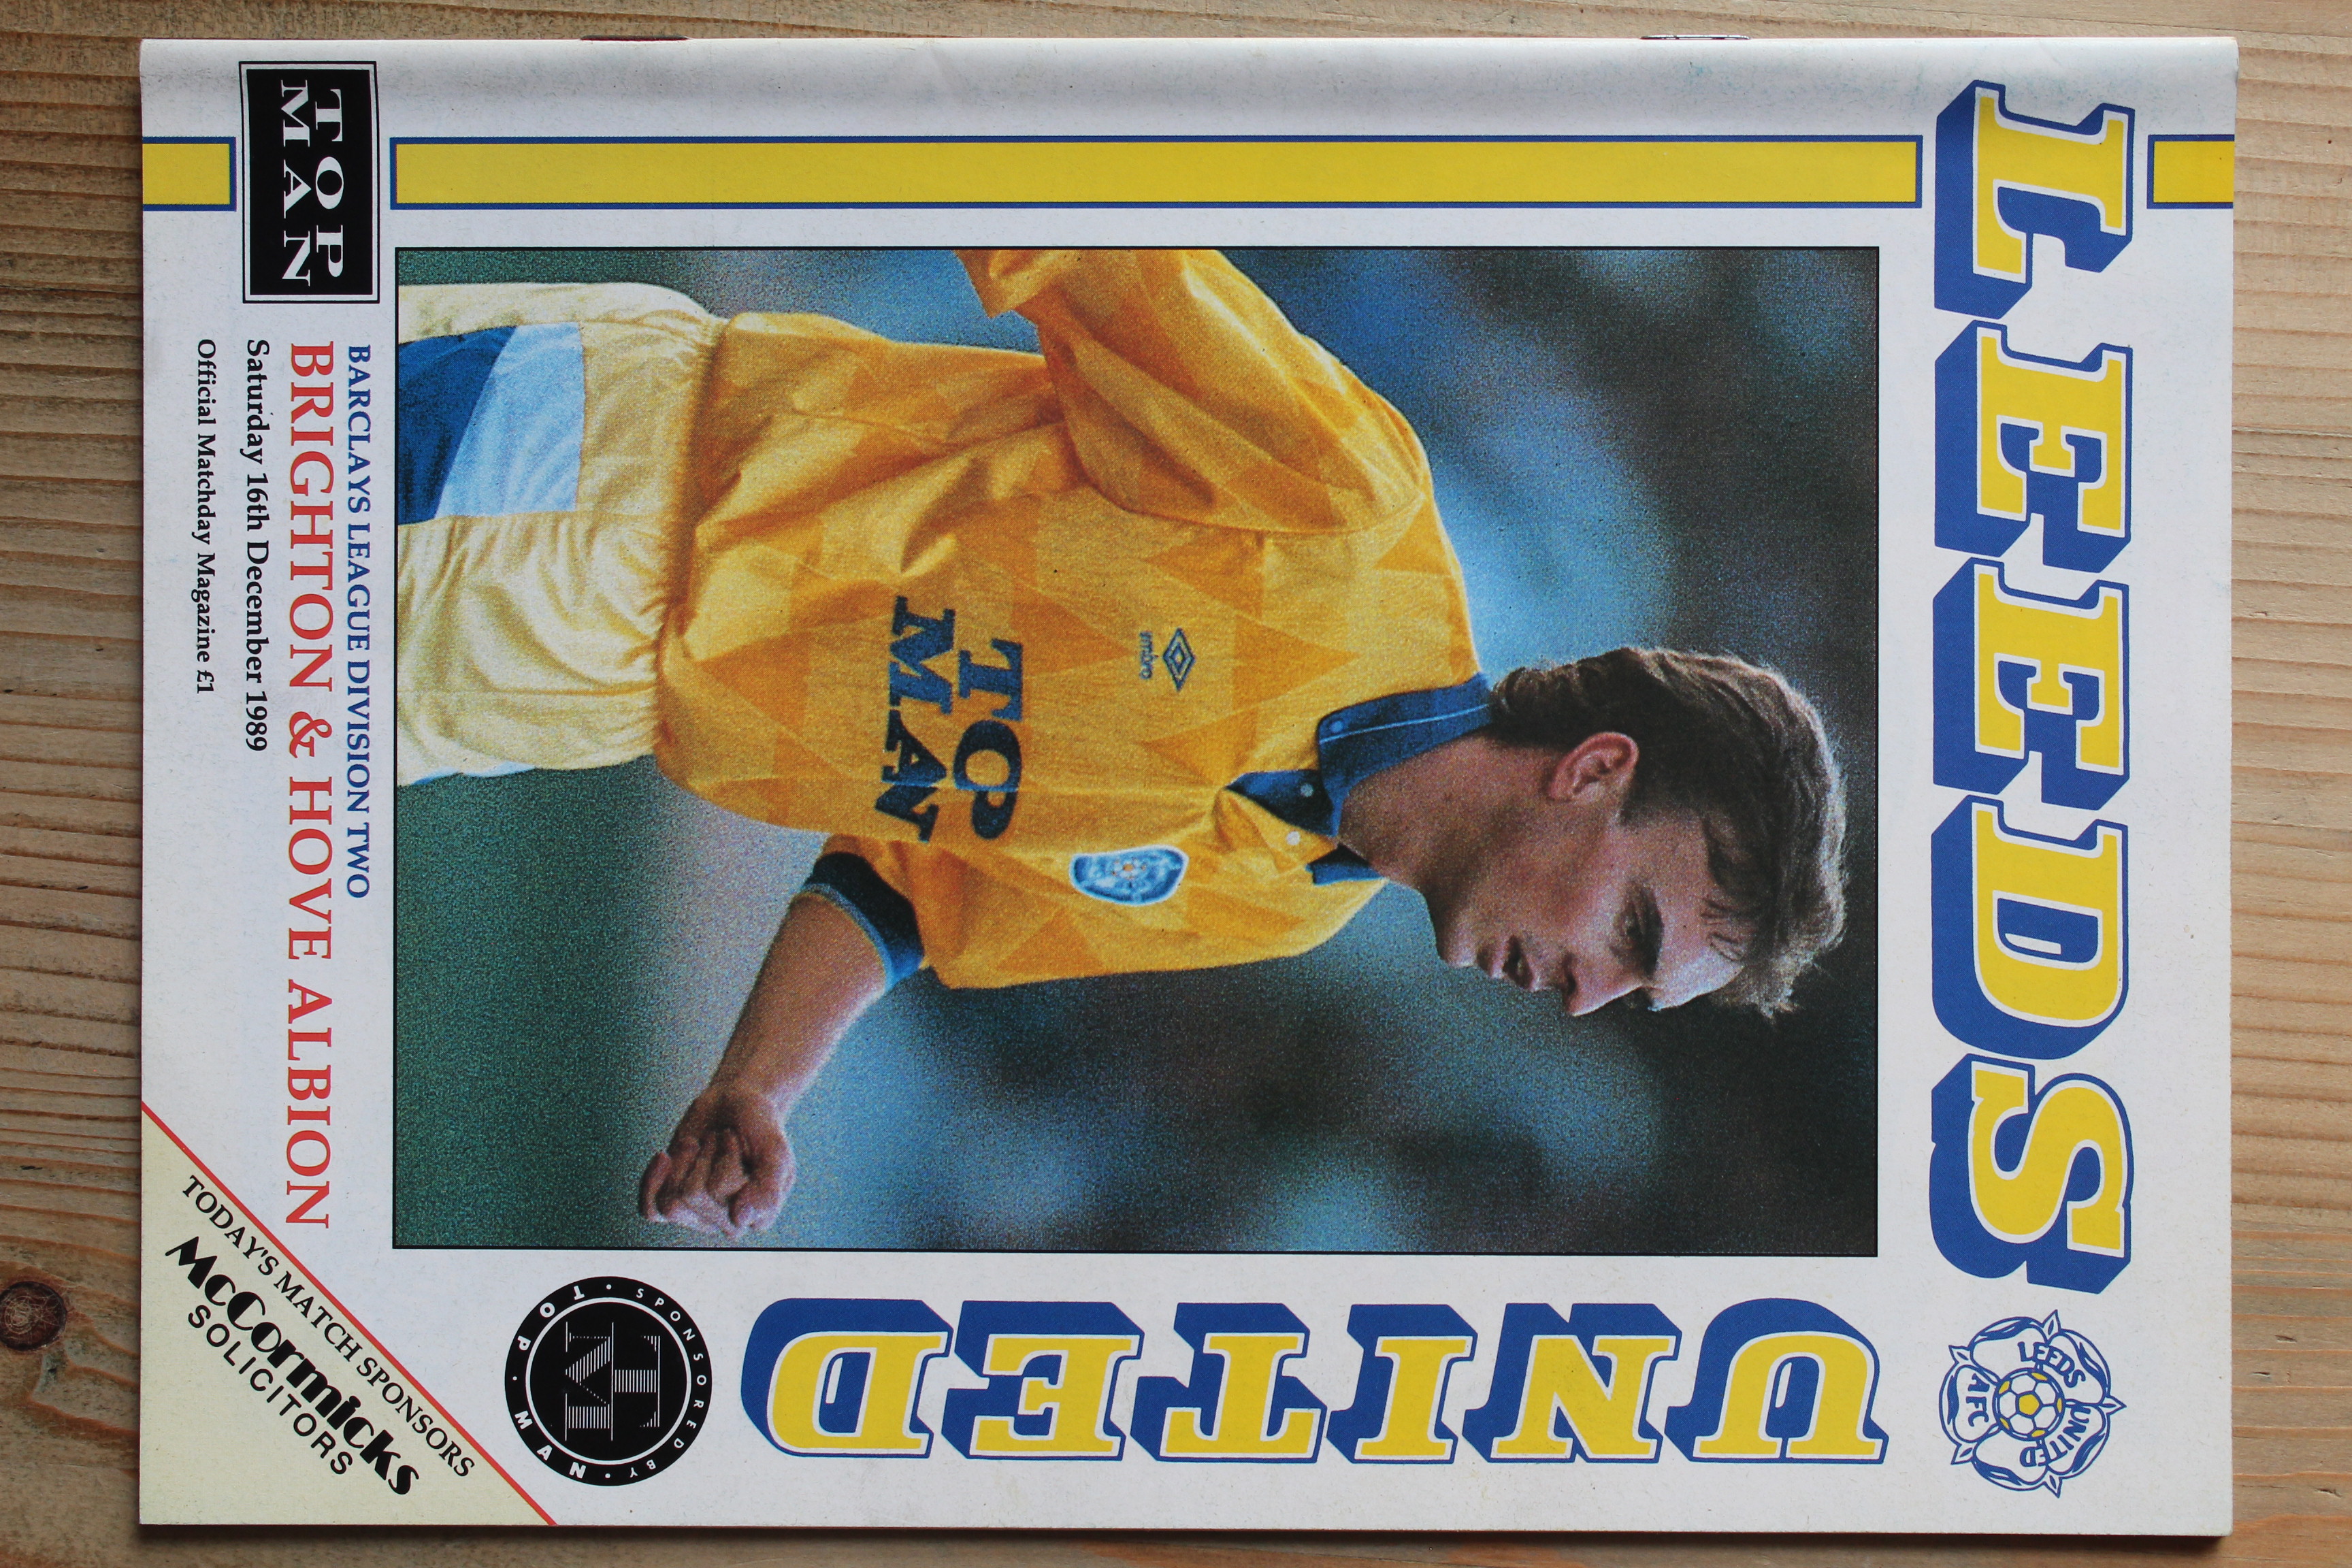 LEEDS
UNITED
LEEDS
UNITED
AFC
umbro
TOP
MAN
SPONSORED BY
TOP MAN
TM
TOP
MAN
BARCLAYS LEAGUE DIVISION TWO
BRIGHTON & HOVE ALBION
Saturday 16th December 1989
Official Matchday Magazine £1
TODAY'S MATCH SPONSORS
McCormicks
SOLICITORS